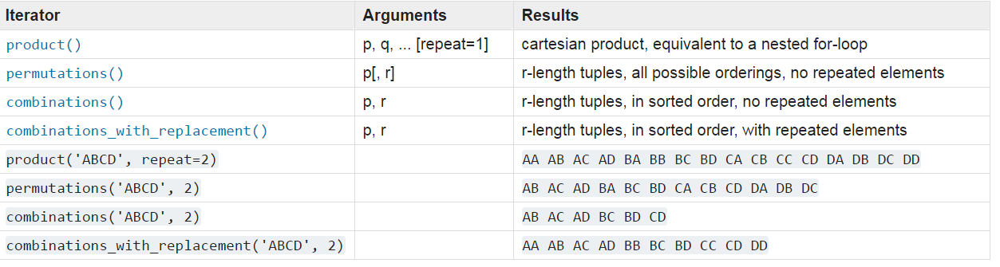 Iterator Arguments Results
product() p, q, ... [repeat=1] cartesian product, equivalent to a nested for-loop
permutations() p[, r] r-length tuples, all possible orderings, no repeated elements
combinations() p, r r-length tuples, in sorted order, no repeated elements
combinations_with_replacement() p, r r-length tuples, in sorted order, with repeated elements
product('ABCD', repeat=2) AA AB AC AD BA BB BC BD CA CB CC CD DA DB DC DD
permutations('ABCD', 2) AB AC AD BA BC BD CA CB CD DA DB DC
combinations('ABCD', 2) AB AC AD BC BD CD
combinations_with_replacement('ABCD', 2) AA AB AC AD BB BC BD CC CD DD